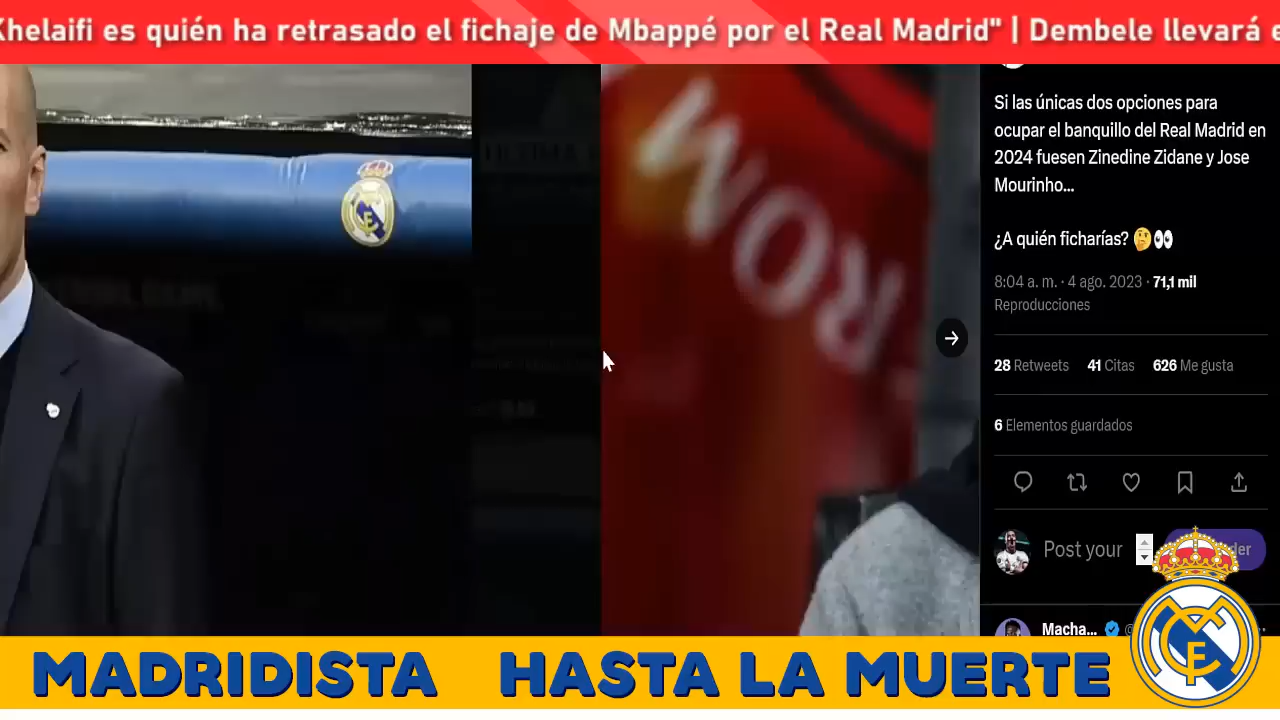 Khelaifi es quién ha retrasado el fichaje de Mbappé por el Real Madrid" | Dembele llevará e
ROM
Si las únicas dos opciones para
ocupar el banquillo del Real Madrid en
2024 fuesen Zinedine Zidane y Jose
Mourinho...
¿A quién ficharías? 🤔👀
8:04 a. m. · 4 ago. 2023 · 71,1 mil
Reproducciones
28 Retweets 41 Citas 626 Me gusta
6 Elementos guardados
Post your
der
Macha...
MADRIDISTA HASTA LA MUERTE